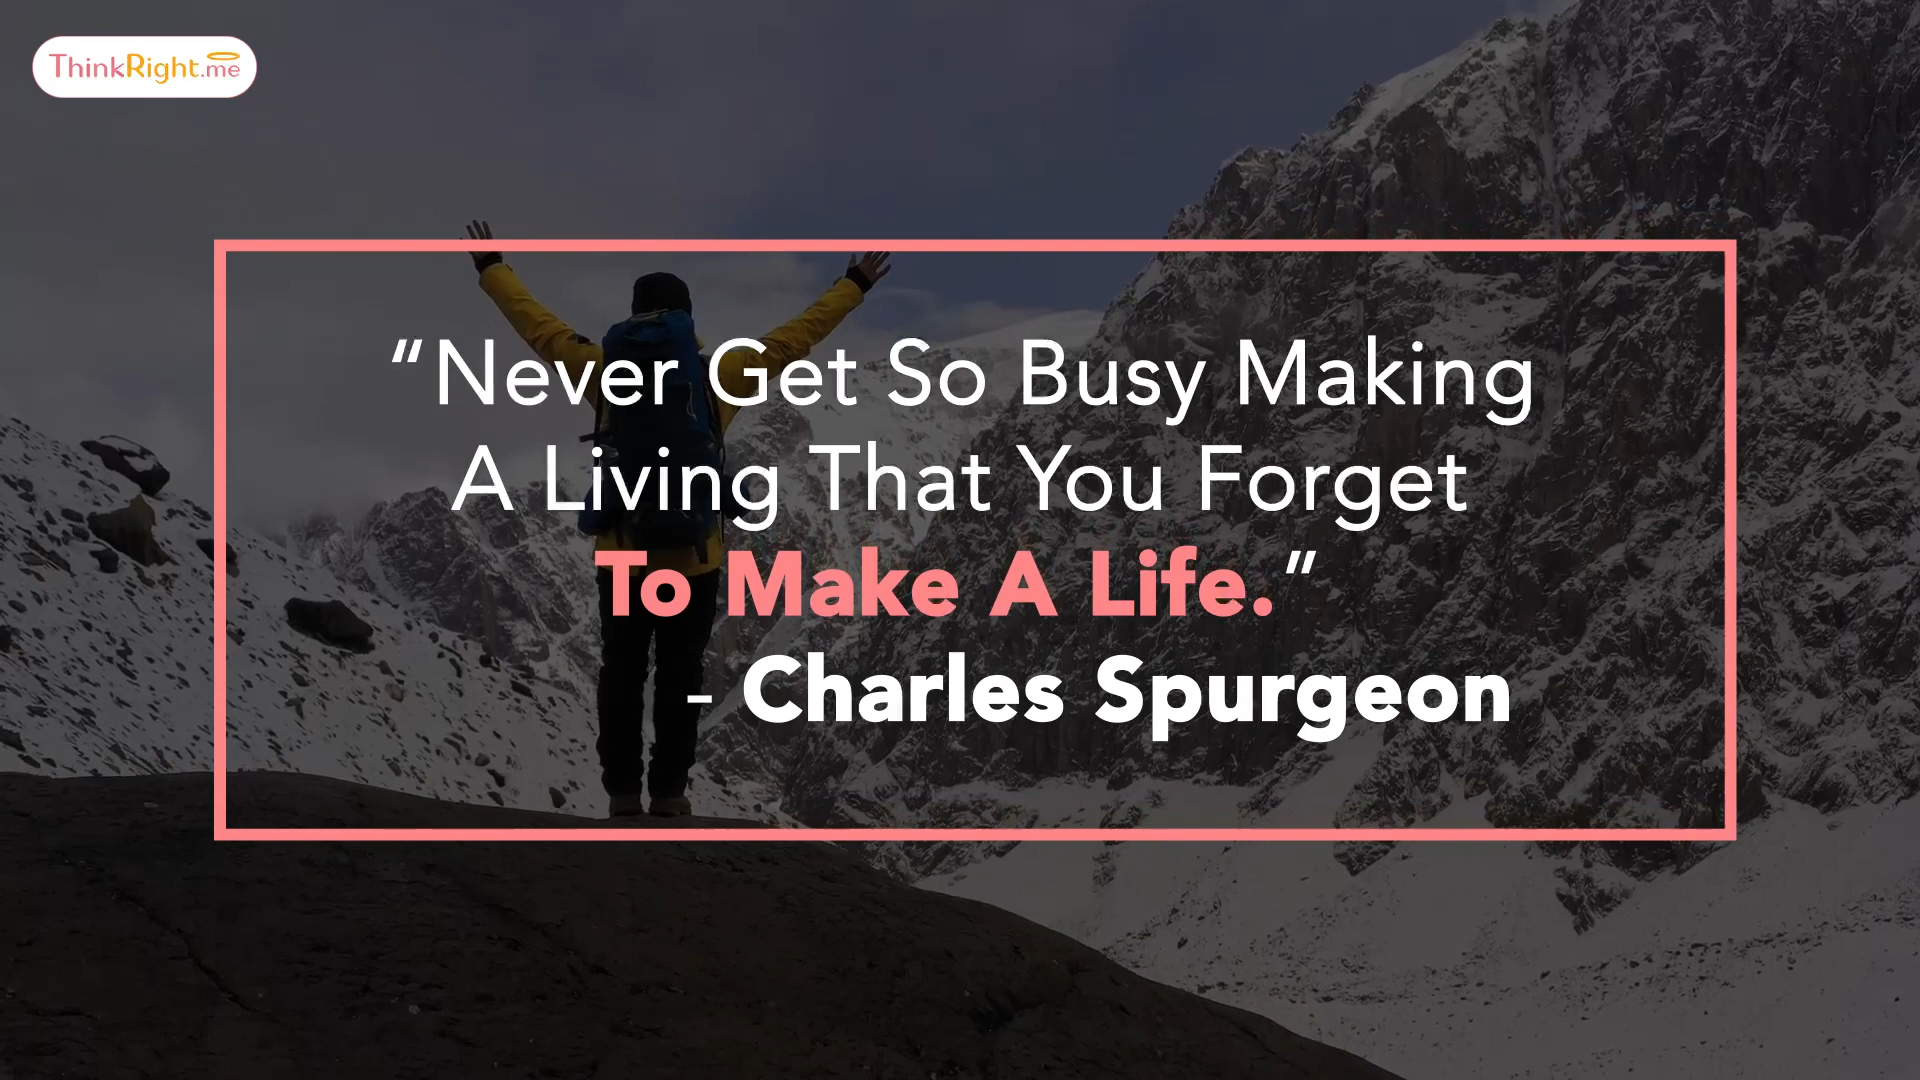 ThinkRight.me
“Never Get So Busy Making
A Living That You Forget
To Make A Life.”
- Charles Spurgeon